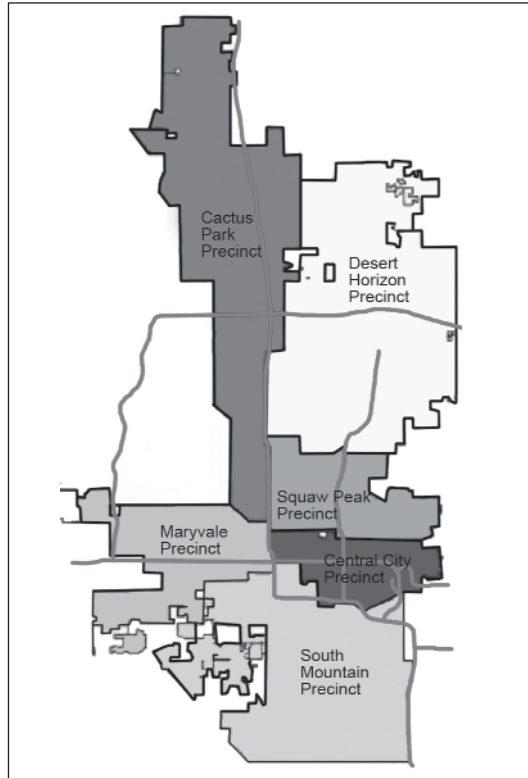 Cactus
Park
Precinct
Desert
Horizon
Precinct
Squaw Peak
Precinct
Maryvale
Precinct
Central City
Precinct
South
Mountain
Precinct